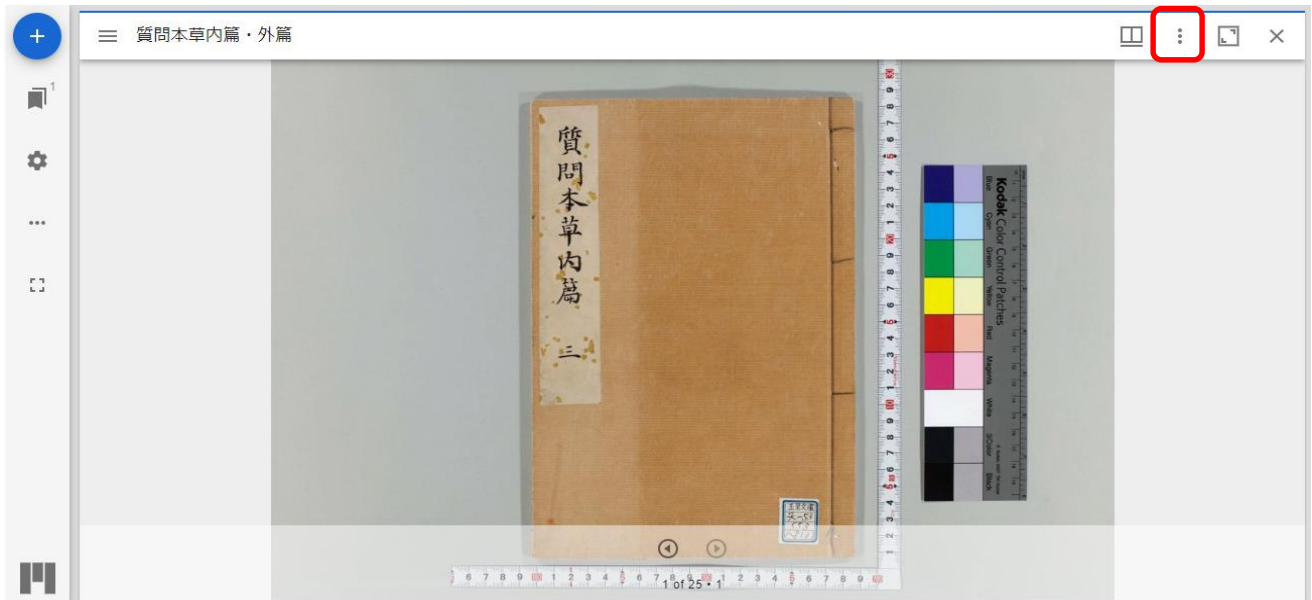 質問本草内篇・外篇
1
質問本草内篇 三
Kodak Color Control Patches
Blue
Cyan
Green
Yellow
Red
Magenta
White
3/Color
Black
1 of 25 • 1